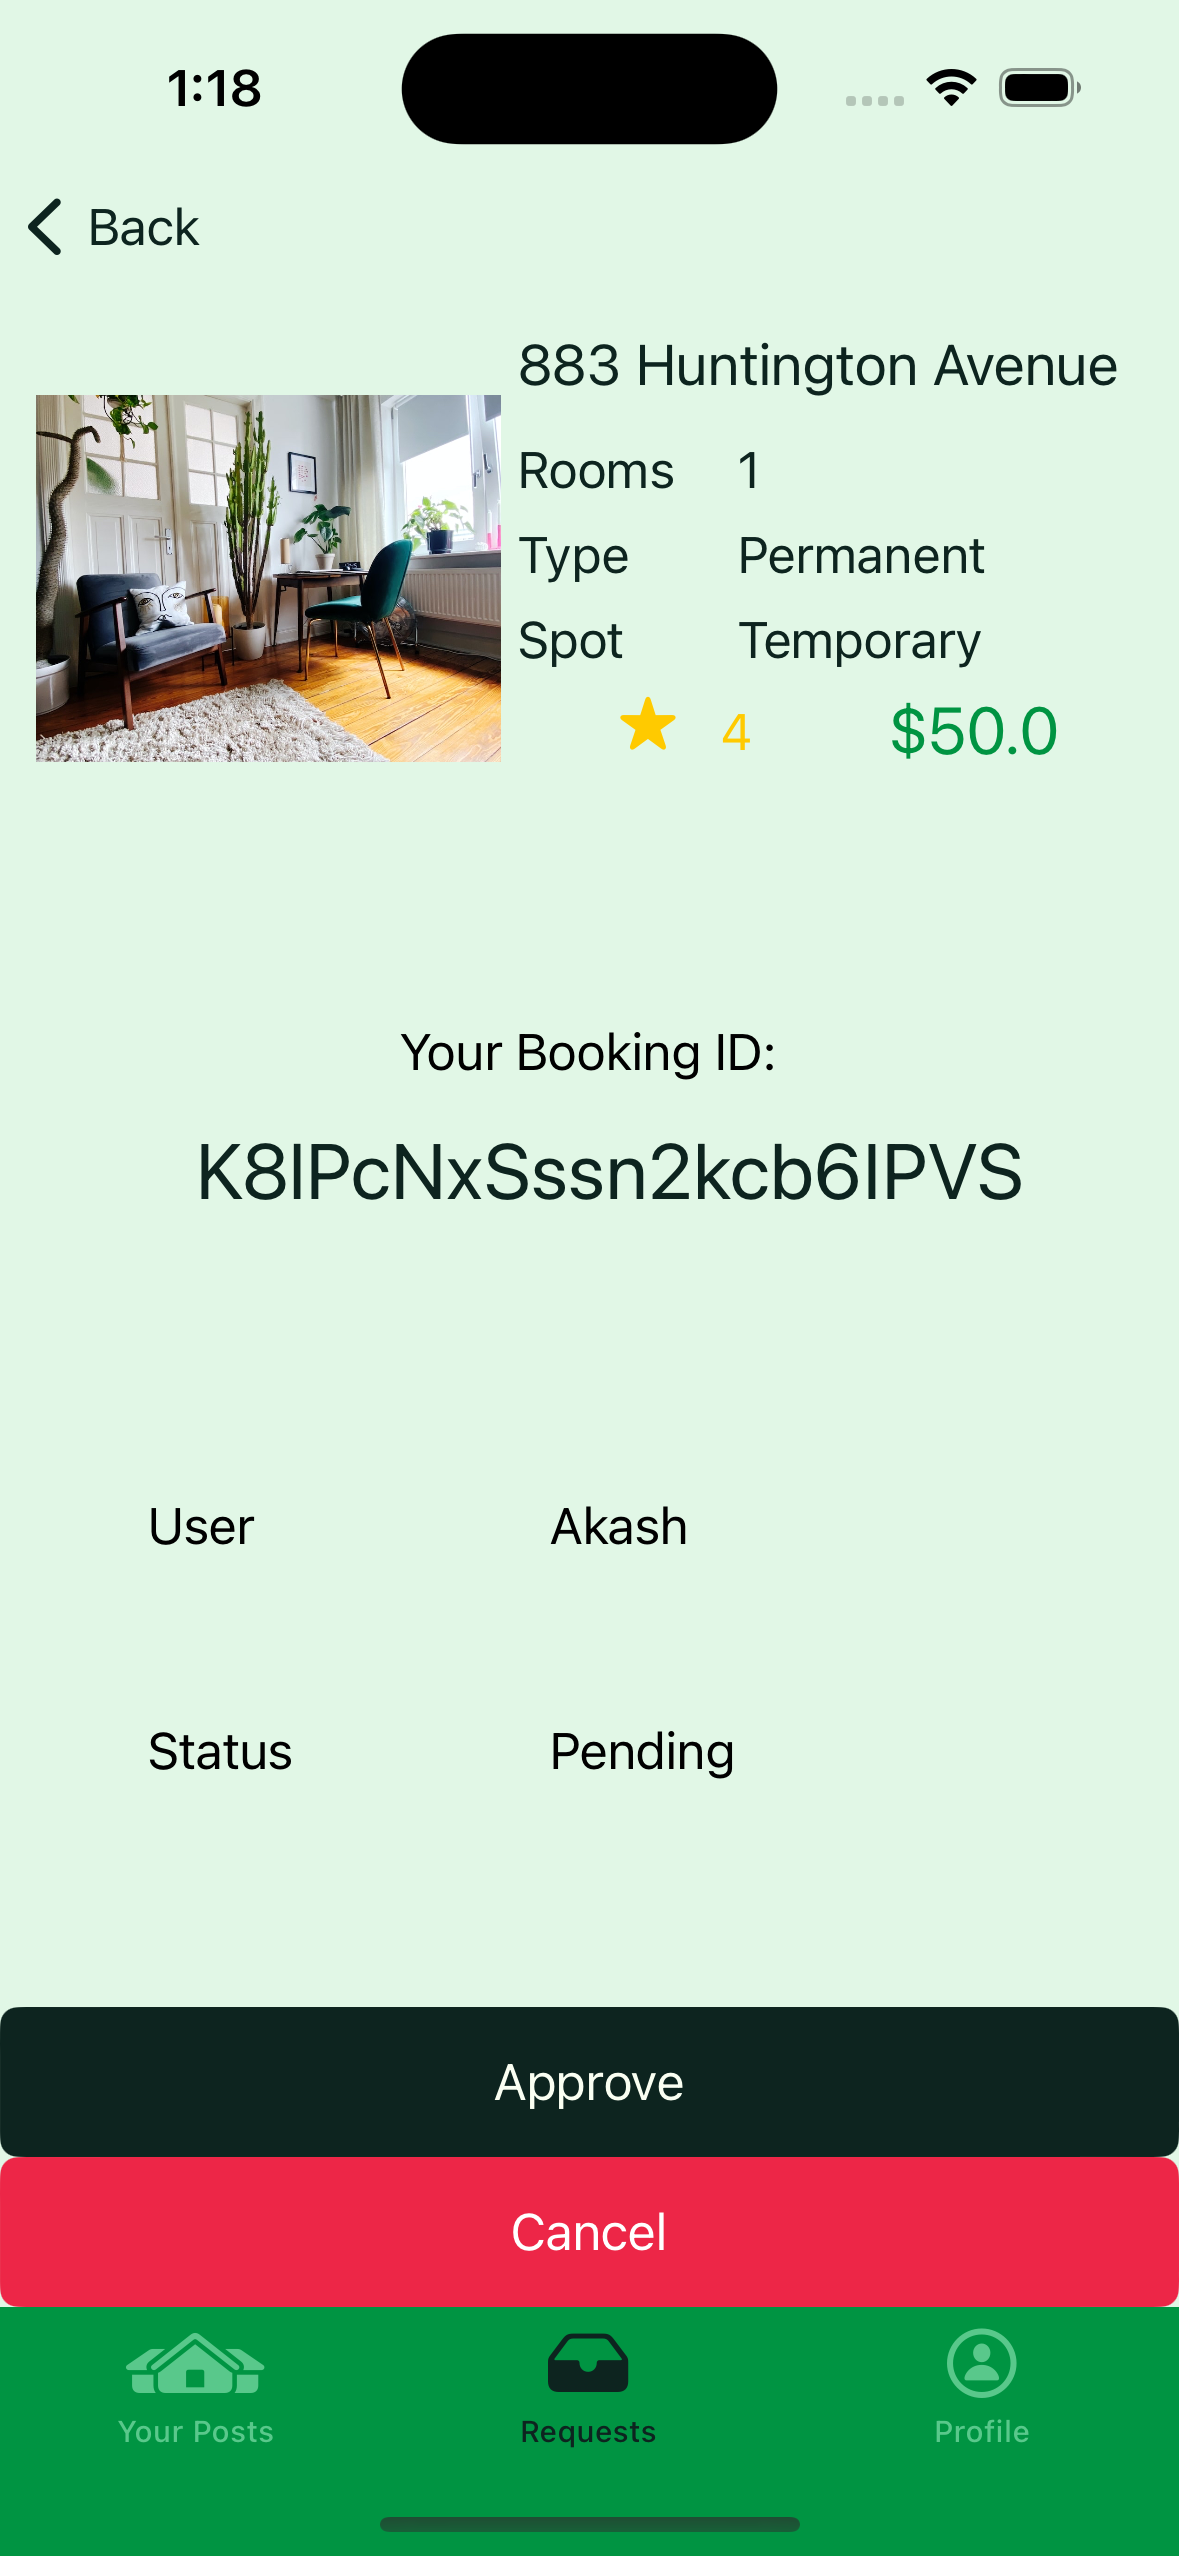 1:18
Back
883 Huntington Avenue
Rooms 1
Type Permanent
Spot Temporary
4 $50.0
Your Booking ID:
K8lPcNxSssn2kcb6IPVS
User Akash
Status Pending
Approve
Cancel
Your Posts Requests Profile